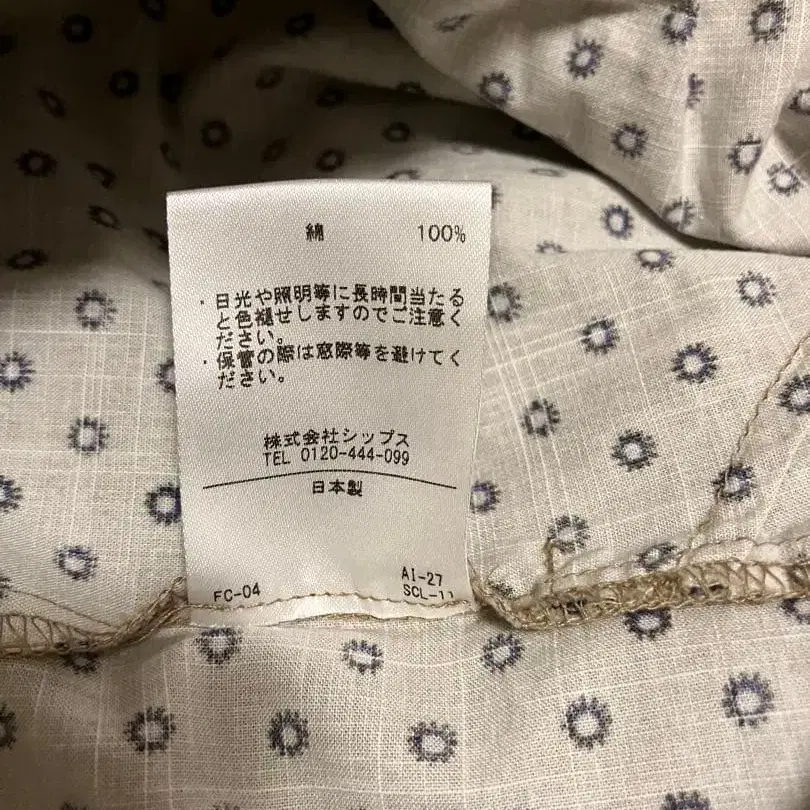 綿 100%
・日光や照明等に長時間当たる
と色褪せしますのでご注意く
ださい。
・保管の際は窓際等を避けてく
ださい。
株式会社シップス
TEL 0120-444-099
日本製
AI-27
FC-04 SCL-11